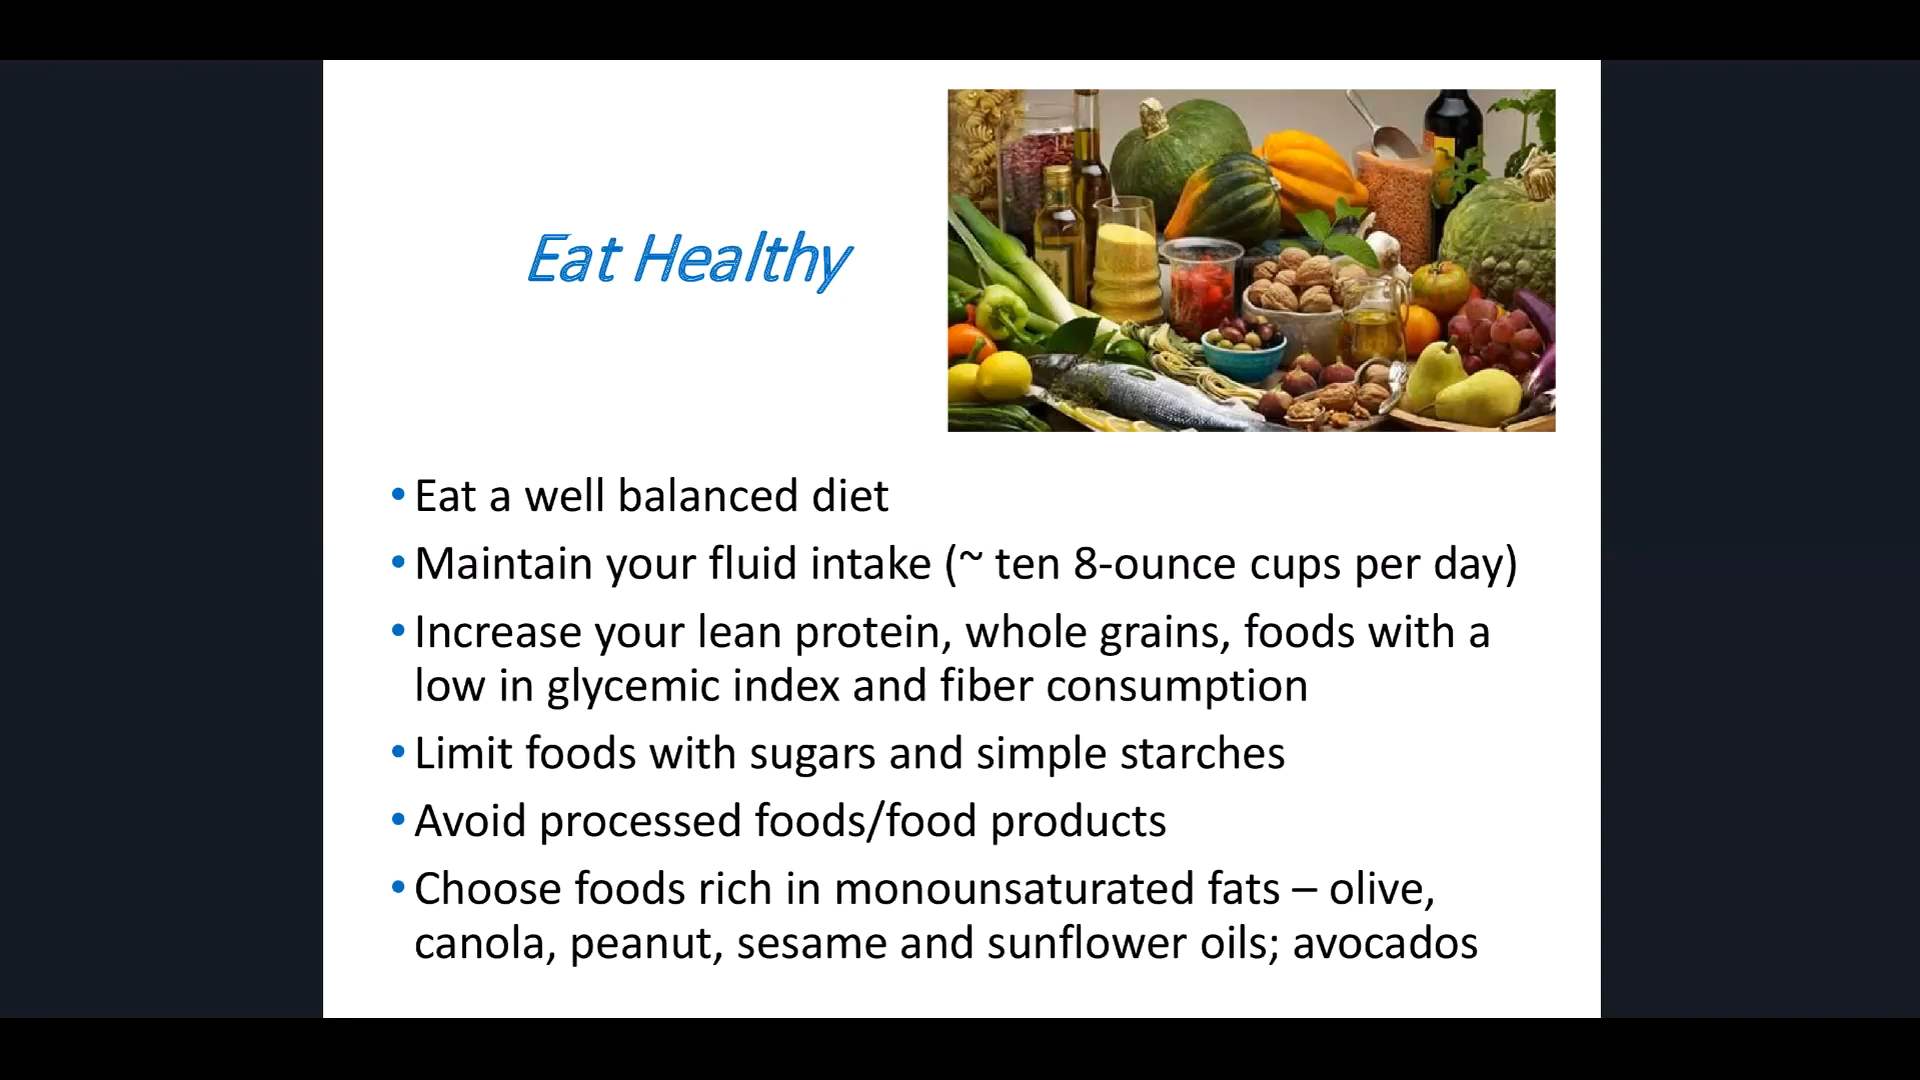 Eat Healthy
• Eat a well balanced diet
• Maintain your fluid intake (~ ten 8-ounce cups per day)
• Increase your lean protein, whole grains, foods with a
low in glycemic index and fiber consumption
• Limit foods with sugars and simple starches
• Avoid processed foods/food products
• Choose foods rich in monounsaturated fats – olive,
canola, peanut, sesame and sunflower oils; avocados